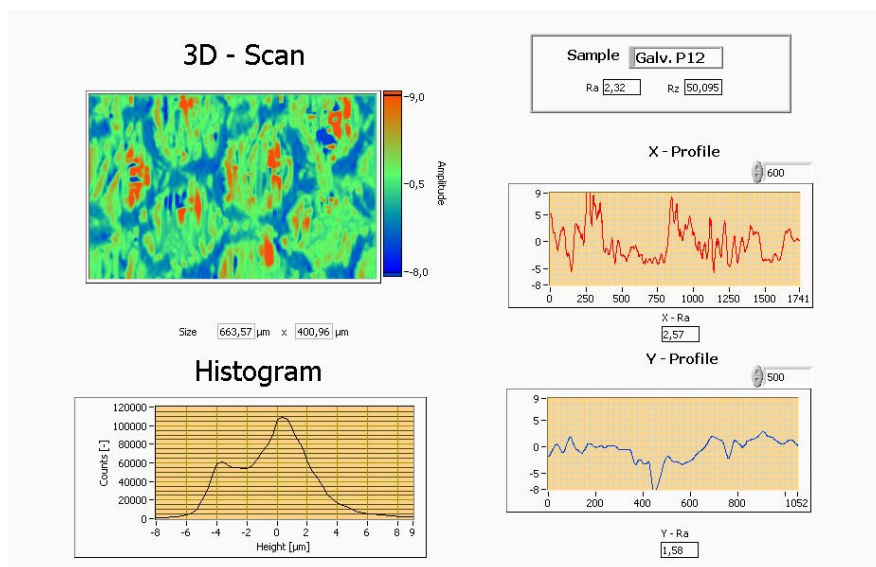 3D - Scan
9,0
0,5
-8,0
Amplitude
Size 663,57 µm x 400,96 µm
Sample Galv. P12
Ra 2,32 Rz 50,095
X - Profile
600
9
5
0
-5
-8
0 250 500 750 1000 1250 1500 1741
X - Ra
2,57
Histogram
120000
100000
80000
60000
40000
20000
0
Counts [-]
-8 -6 -4 -2 0 2 4 6 8 9
Height [µm]
Y - Profile
500
9
5
0
-5
-8
0 200 400 600 800 1052
Y - Ra
1,58